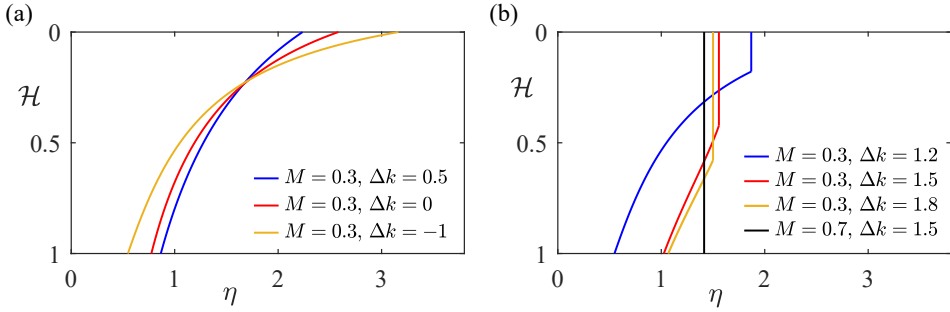 (a)
0
0.5
1
ℋ
M = 0.3, Δk = 0.5
M = 0.3, Δk = 0
M = 0.3, Δk = −1
0 1 2 3
η
(b)
0
0.5
1
ℋ
M = 0.3, Δk = 1.2
M = 0.3, Δk = 1.5
M = 0.3, Δk = 1.8
M = 0.7, Δk = 1.5
0 1 2 3
η